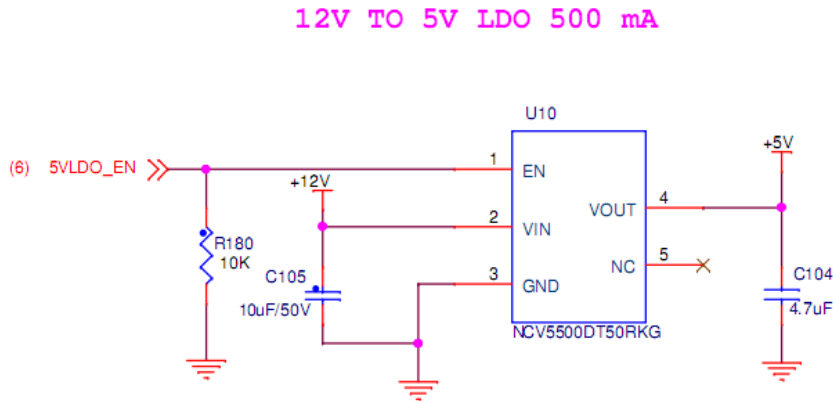 12V TO 5V LDO 500 mA
U10
(6) 5VLDO_EN
1 EN
+12V
+5V
2 VIN
VOUT 4
R180
10K
NC 5
C105
3 GND
C104
10uF/50V
4.7uF
NCV5500DT50RKG